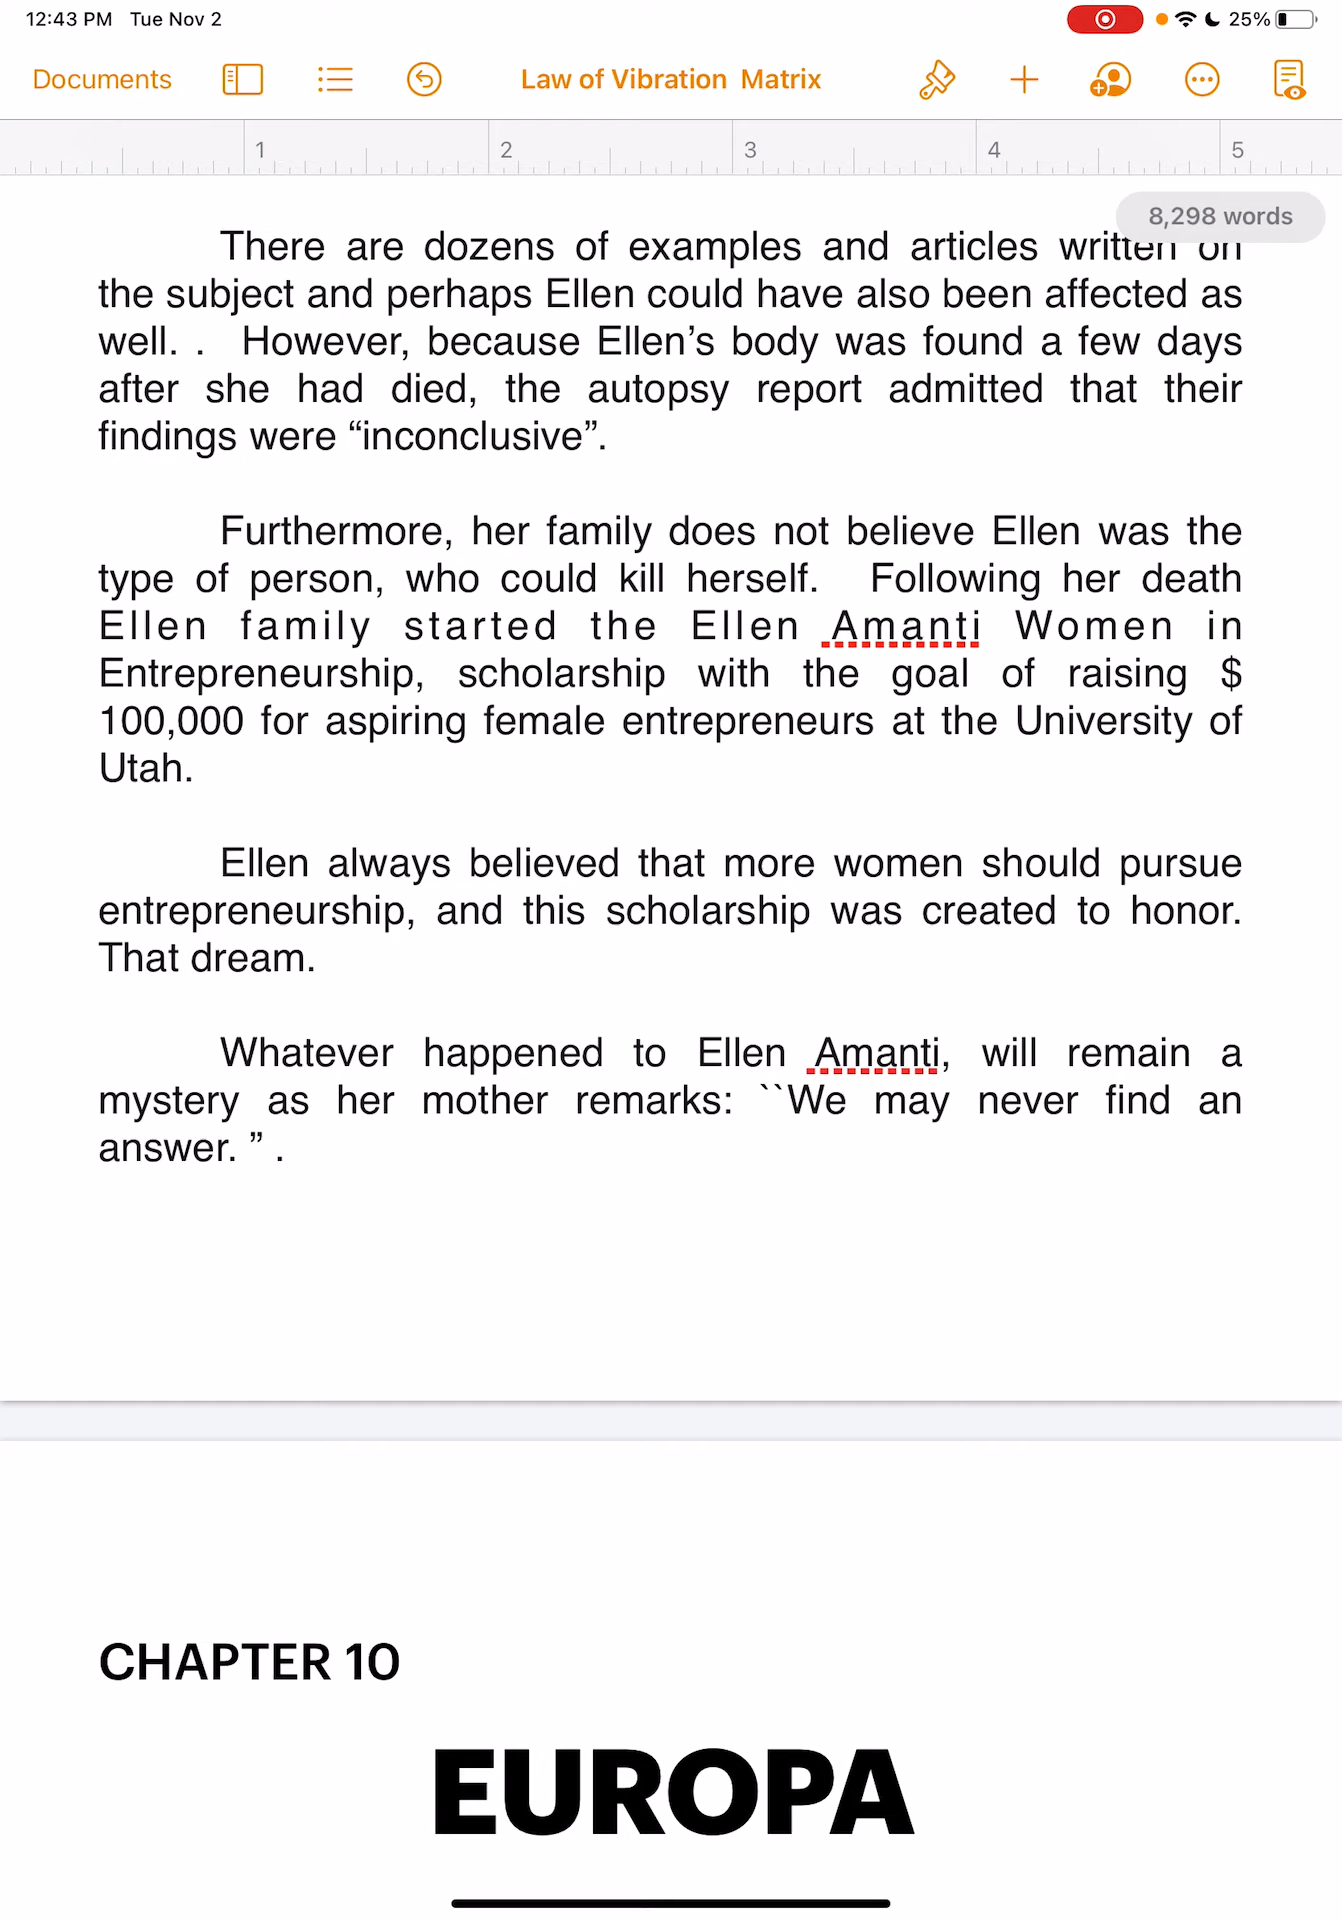 12:43 PM Tue Nov 2
25%
Documents
Law of Vibration Matrix
1 2 3 4 5
8,298 words
There are dozens of examples and articles written on
the subject and perhaps Ellen could have also been affected as
well. . However, because Ellen’s body was found a few days
after she had died, the autopsy report admitted that their
findings were “inconclusive”.
Furthermore, her family does not believe Ellen was the
type of person, who could kill herself. Following her death
Ellen family started the Ellen Amanti Women in
Entrepreneurship, scholarship with the goal of raising $
100,000 for aspiring female entrepreneurs at the University of
Utah.
Ellen always believed that more women should pursue
entrepreneurship, and this scholarship was created to honor.
That dream.
Whatever happened to Ellen Amanti, will remain a
mystery as her mother remarks: ``We may never find an
answer. ” .
CHAPTER 10
EUROPA